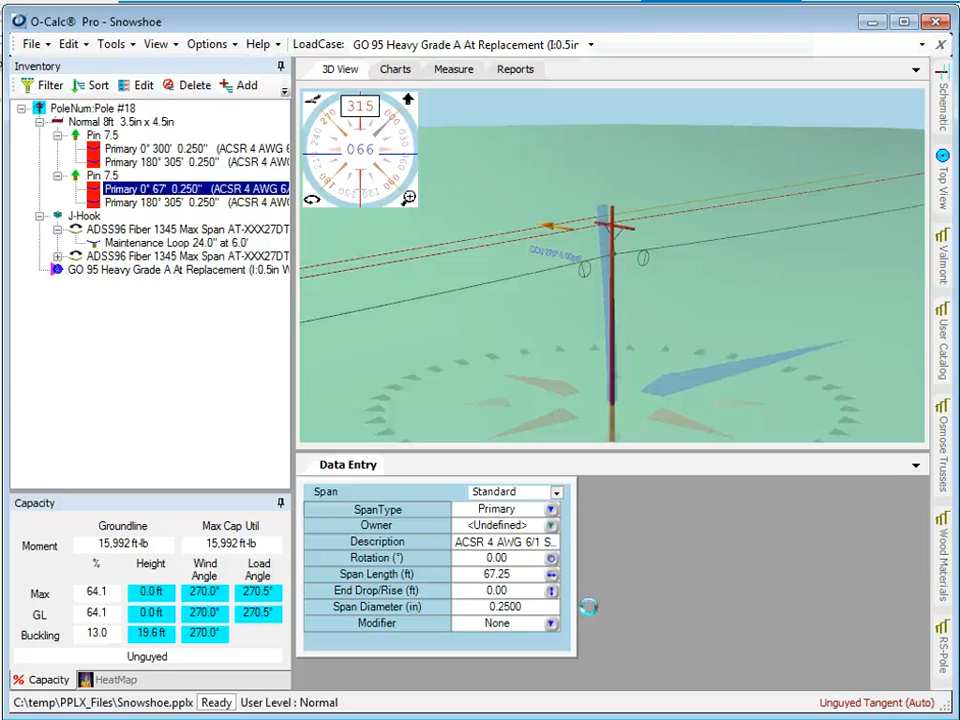 O-Calc® Pro - Snowshoe
File Edit Tools View Options Help LoadCase: GO 95 Heavy Grade A At Replacement (I:0.5in
Inventory
Filter Sort Edit Delete Add
PoleNum:Pole #18
Normal 8ft 3.5in x 4.5in
Pin 7.5
Primary 0° 300' 0.250" (ACSR 4 AWG 6
Primary 180° 305' 0.250" (ACSR 4 AWG
Pin 7.5
Primary 0° 67' 0.250" (ACSR 4 AWG 6/
Primary 180° 305' 0.250" (ACSR 4 AWG
J-Hook
ADSS96 Fiber 1345 Max Span AT-XXX27DT
Maintenance Loop 24.0" at 6.0'
ADSS96 Fiber 1345 Max Span AT-XXX27DT
GO 95 Heavy Grade A At Replacement (I:0.5in W
3D View Charts Measure Reports
315
066
Data Entry
Span Standard
SpanType Primary
Owner <Undefined>
Description ACSR 4 AWG 6/1 S...
Rotation (°) 0.00
Span Length (ft) 67.25
End Drop/Rise (ft) 0.00
Span Diameter (in) 0.2500
Modifier None
Capacity
Groundline Max Cap Util
Moment 15,992 ft-lb 15,992 ft-lb
% Height Wind Angle Load Angle
Max 64.1 0.0 ft 270.0° 270.5°
GL 64.1 0.0 ft 270.0° 270.5°
Buckling 13.0 19.6 ft 270.0°
Unguyed
% Capacity HeatMap
C:\temp\PPLX_Files\Snowshoe.pplx Ready User Level : Normal
Unguyed Tangent (Auto)
Schematic
Top View
Valmont
User Catalog
Osmose Trusses
Wood Materials
RS-Pole